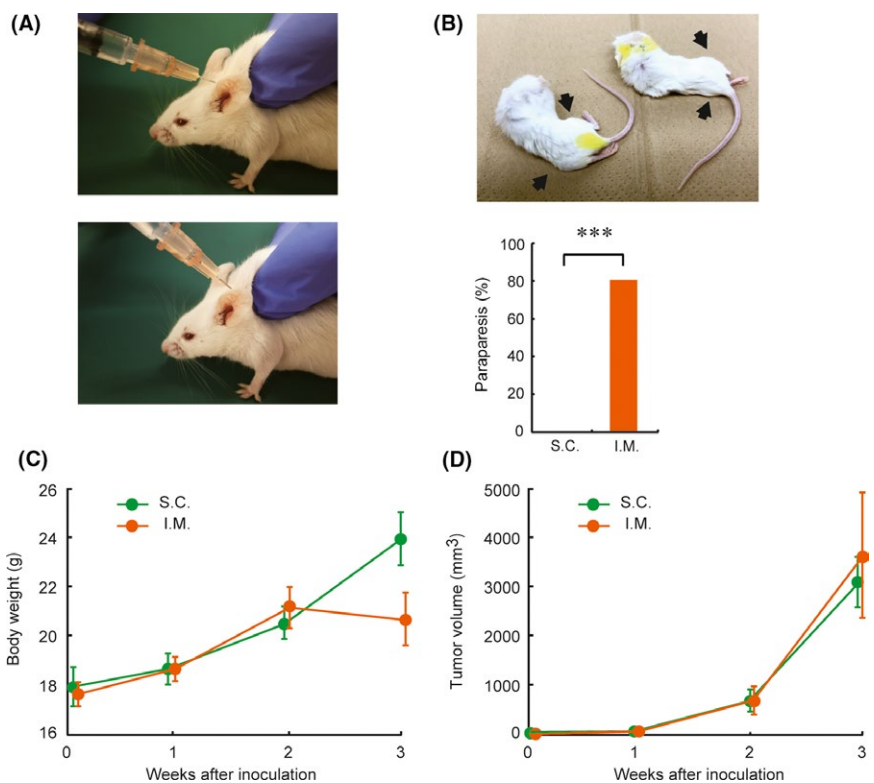 (A)
(B)
***
100
80
60
40
20
0
Paraparesis (%)
S.C.
I.M.
(C)
26
24
22
20
18
16
Body weight (g)
S.C.
I.M.
0
1
2
3
Weeks after inoculation
(D)
5000
4000
3000
2000
1000
0
Tumor volume (mm³)
S.C.
I.M.
0
1
2
3
Weeks after inoculation